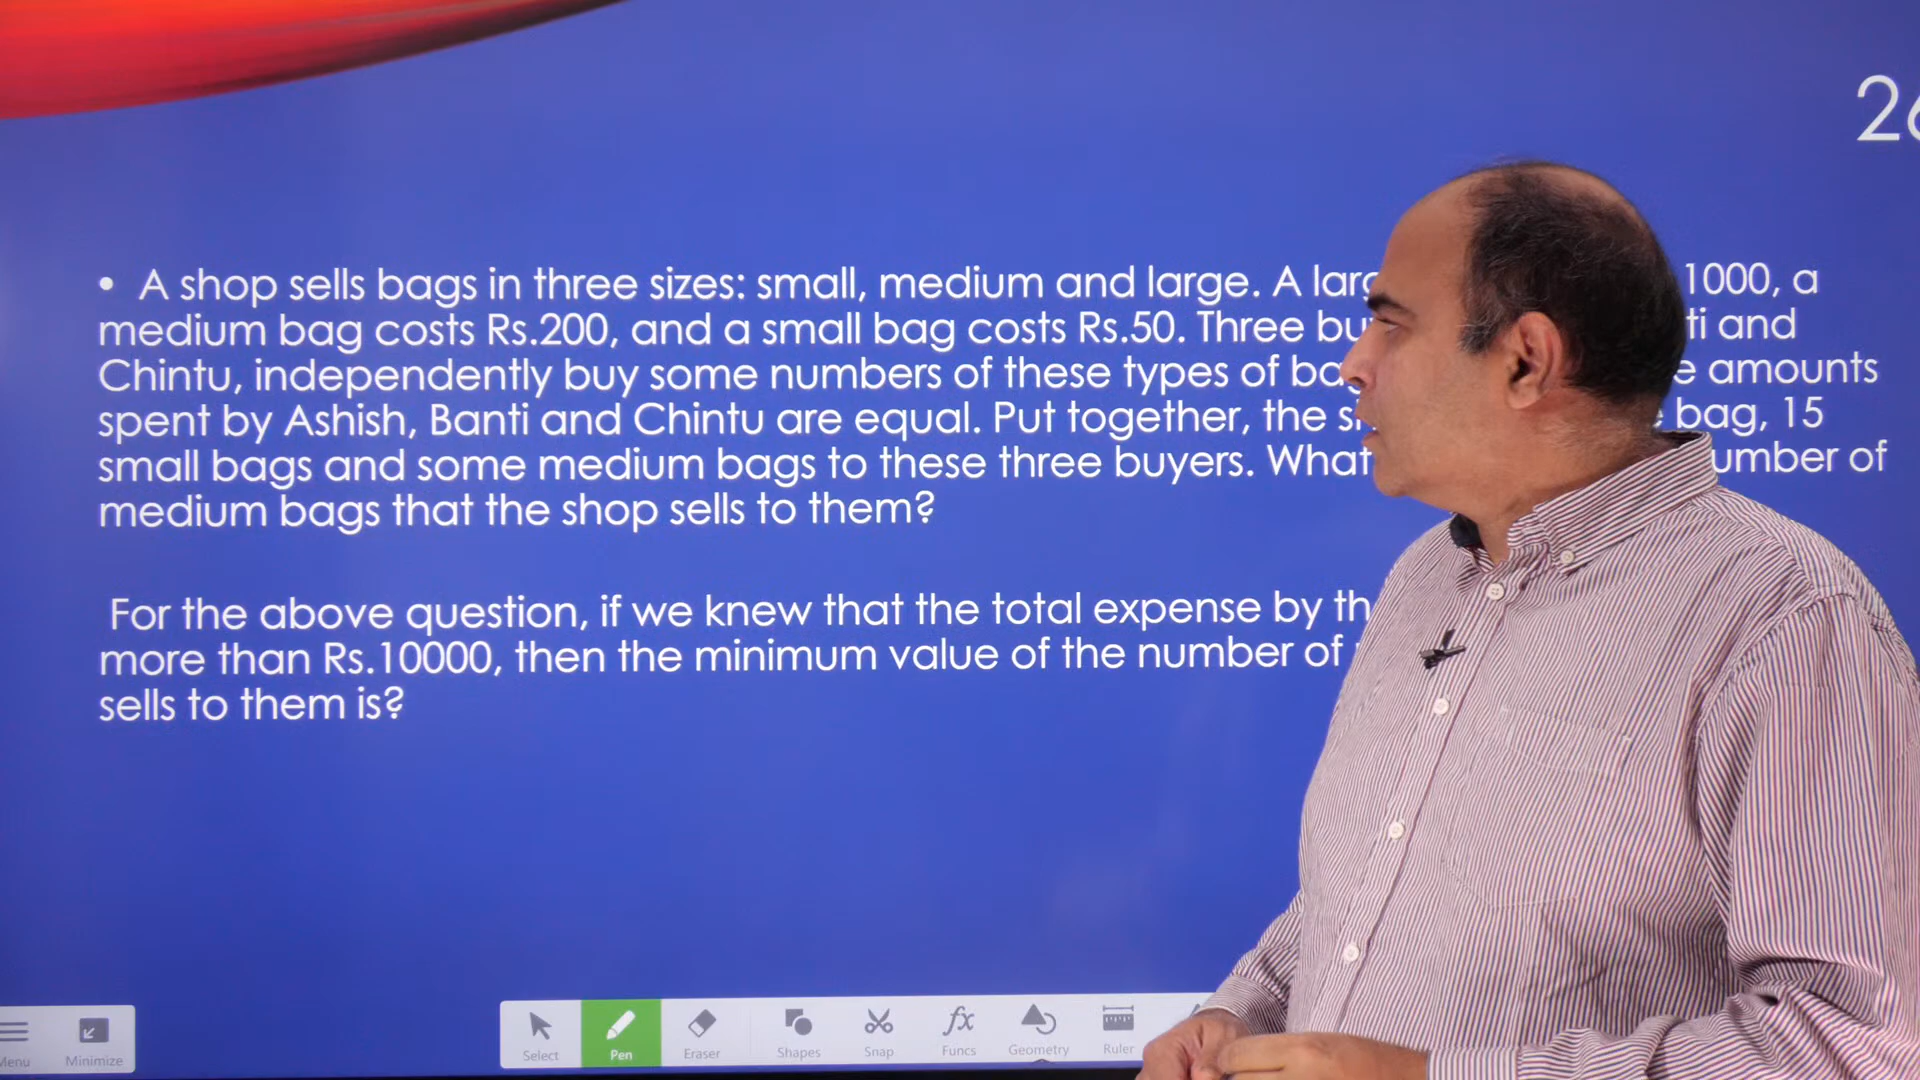 26
• A shop sells bags in three sizes: small, medium and large. A large 1000, a
medium bag costs Rs.200, and a small bag costs Rs.50. Three ti and
Chintu, independently buy some numbers of these types of amounts
spent by Ashish, Banti and Chintu are equal. Put together, the bag, 15
small bags and some medium bags to these three buyers. What umber of
medium bags that the shop sells to them?
For the above question, if we knew that the total expense by
more than Rs.10000, then the minimum value of the number of
sells to them is?
Menu Minimize Select Pen Eraser Shapes Snap Funcs Geometry Ruler